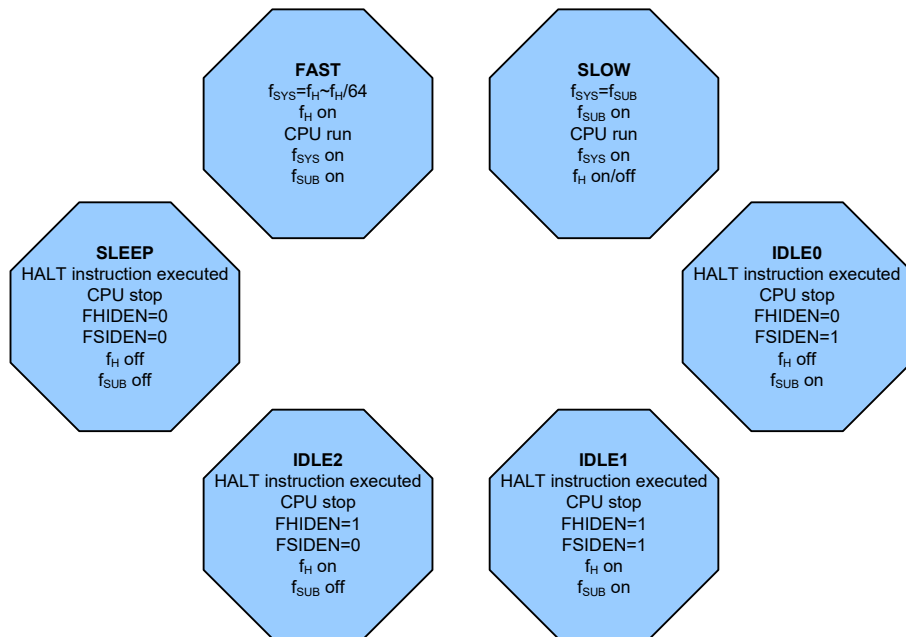 FAST
fSYS=fH~fH/64
fH on
CPU run
fSYS on
fSUB on
SLOW
fSYS=fSUB
fSUB on
CPU run
fSYS on
fH on/off
SLEEP
HALT instruction executed
CPU stop
FHIDEN=0
FSIDEN=0
fH off
fSUB off
IDLE0
HALT instruction executed
CPU stop
FHIDEN=0
FSIDEN=1
fH off
fSUB on
IDLE2
HALT instruction executed
CPU stop
FHIDEN=1
FSIDEN=0
fH on
fSUB off
IDLE1
HALT instruction executed
CPU stop
FHIDEN=1
FSIDEN=1
fH on
fSUB on